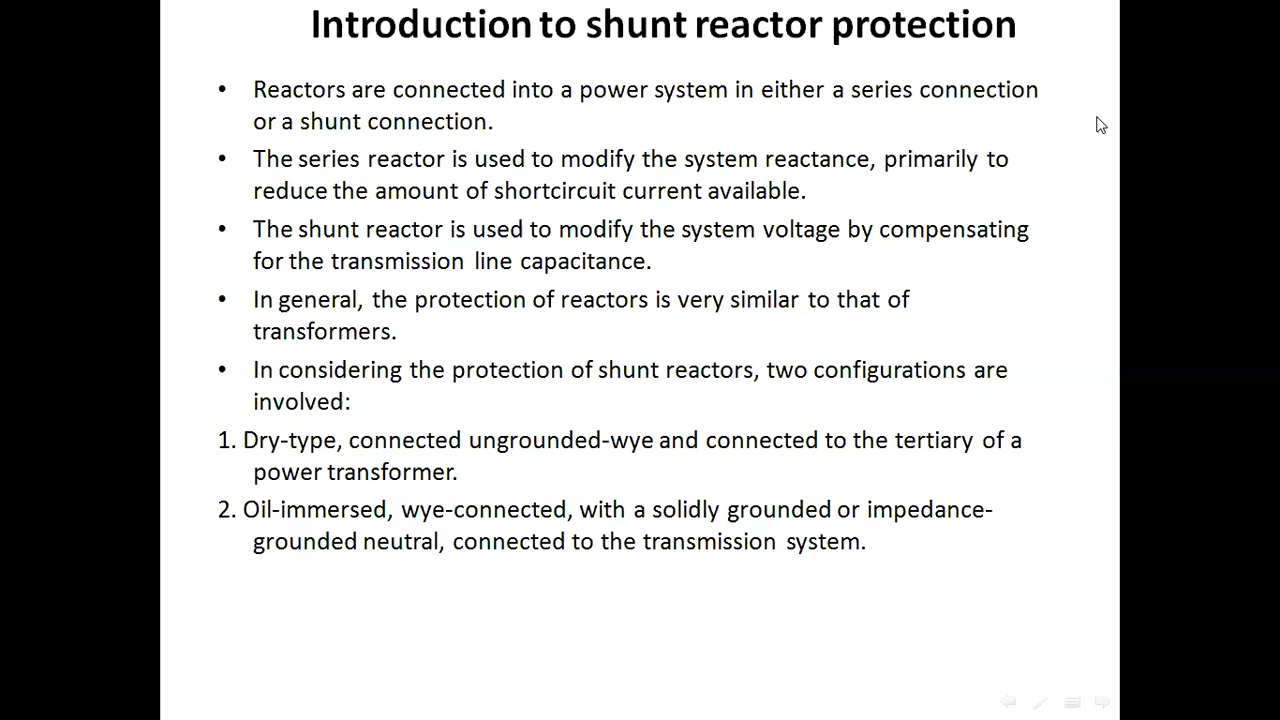 Introduction to shunt reactor protection
• Reactors are connected into a power system in either a series connection
or a shunt connection.
• The series reactor is used to modify the system reactance, primarily to
reduce the amount of shortcircuit current available.
• The shunt reactor is used to modify the system voltage by compensating
for the transmission line capacitance.
• In general, the protection of reactors is very similar to that of
transformers.
• In considering the protection of shunt reactors, two configurations are
involved:
1. Dry-type, connected ungrounded-wye and connected to the tertiary of a
power transformer.
2. Oil-immersed, wye-connected, with a solidly grounded or impedance-
grounded neutral, connected to the transmission system.